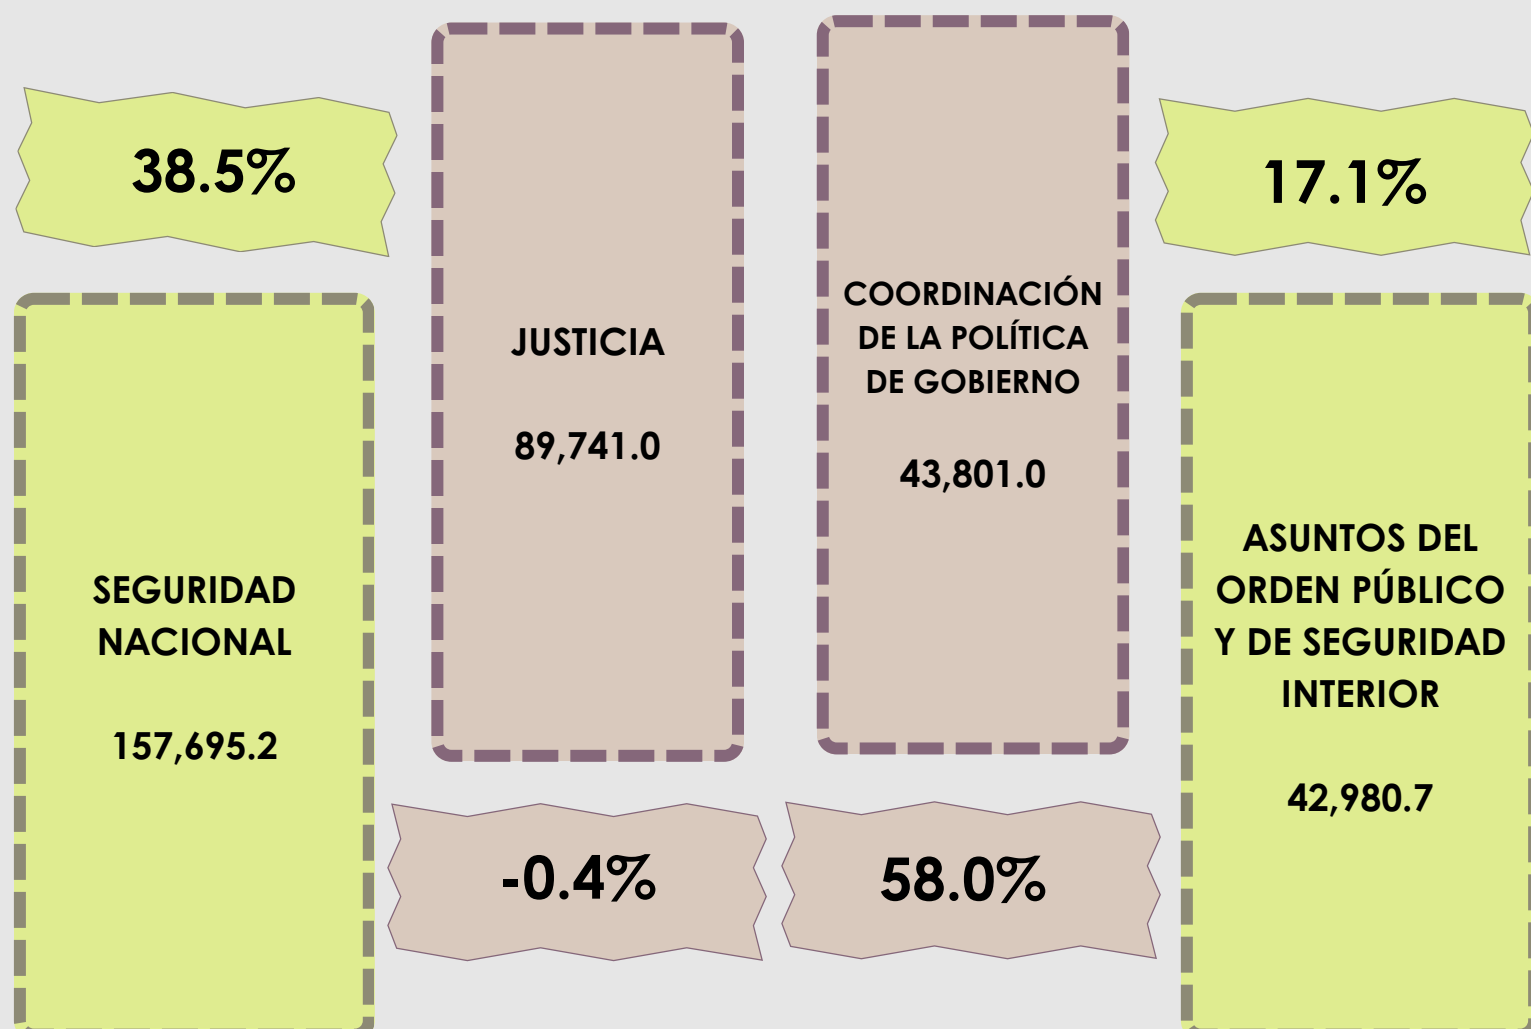 38.5%
SEGURIDAD
NACIONAL
157,695.2
JUSTICIA
89,741.0
-0.4%
COORDINACIÓN
DE LA POLÍTICA
DE GOBIERNO
43,801.0
58.0%
17.1%
ASUNTOS DEL
ORDEN PÚBLICO
Y DE SEGURIDAD
INTERIOR
42,980.7